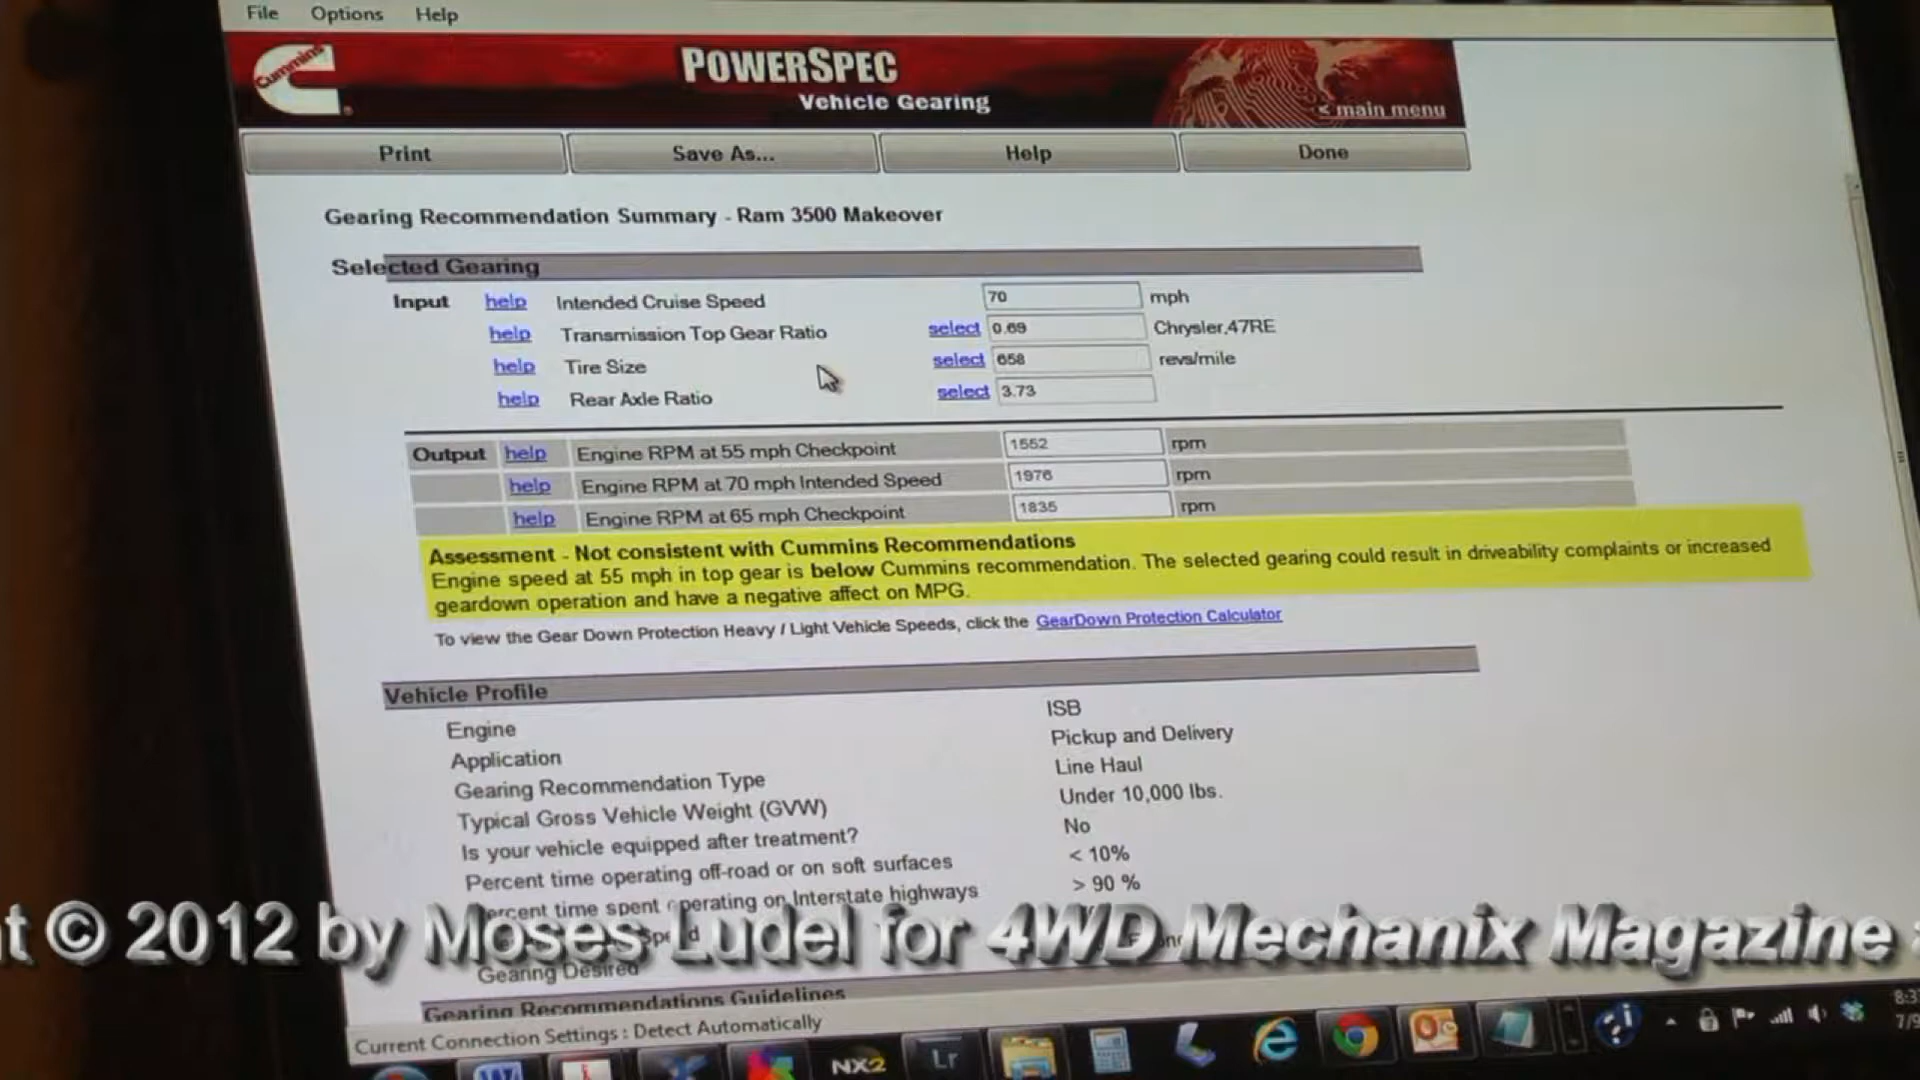 File Options Help
Cummins
POWERSPEC
Vehicle Gearing
< main menu
Print Save As... Help Done
Gearing Recommendation Summary - Ram 3500 Makeover
Selected Gearing
Input help Intended Cruise Speed 70 mph
help Transmission Top Gear Ratio select 0.69 Chrysler,47RE
help Tire Size select 658 revs/mile
help Rear Axle Ratio select 3.73
Output help Engine RPM at 55 mph Checkpoint 1552 rpm
help Engine RPM at 70 mph Intended Speed 1976 rpm
help Engine RPM at 65 mph Checkpoint 1835 rpm
Assessment - Not consistent with Cummins Recommendations
Engine speed at 55 mph in top gear is below Cummins recommendation. The selected gearing could result in driveability complaints or increased
geardown operation and have a negative affect on MPG.
To view the Gear Down Protection Heavy / Light Vehicle Speeds, click the GearDown Protection Calculator
Vehicle Profile
Engine ISB
Application Pickup and Delivery
Gearing Recommendation Type Line Haul
Typical Gross Vehicle Weight (GVW) Under 10,000 lbs.
Is your vehicle equipped after treatment? No
Percent time operating off-road or on soft surfaces < 10%
Percent time spent operating on Interstate highways > 90 %
t © 2012 by Moses Ludel for 4WD Mechanix Magazine
Gearing Desired
Gearing Recommendations Guidelines
Current Connection Settings : Detect Automatically
NX2 Lr